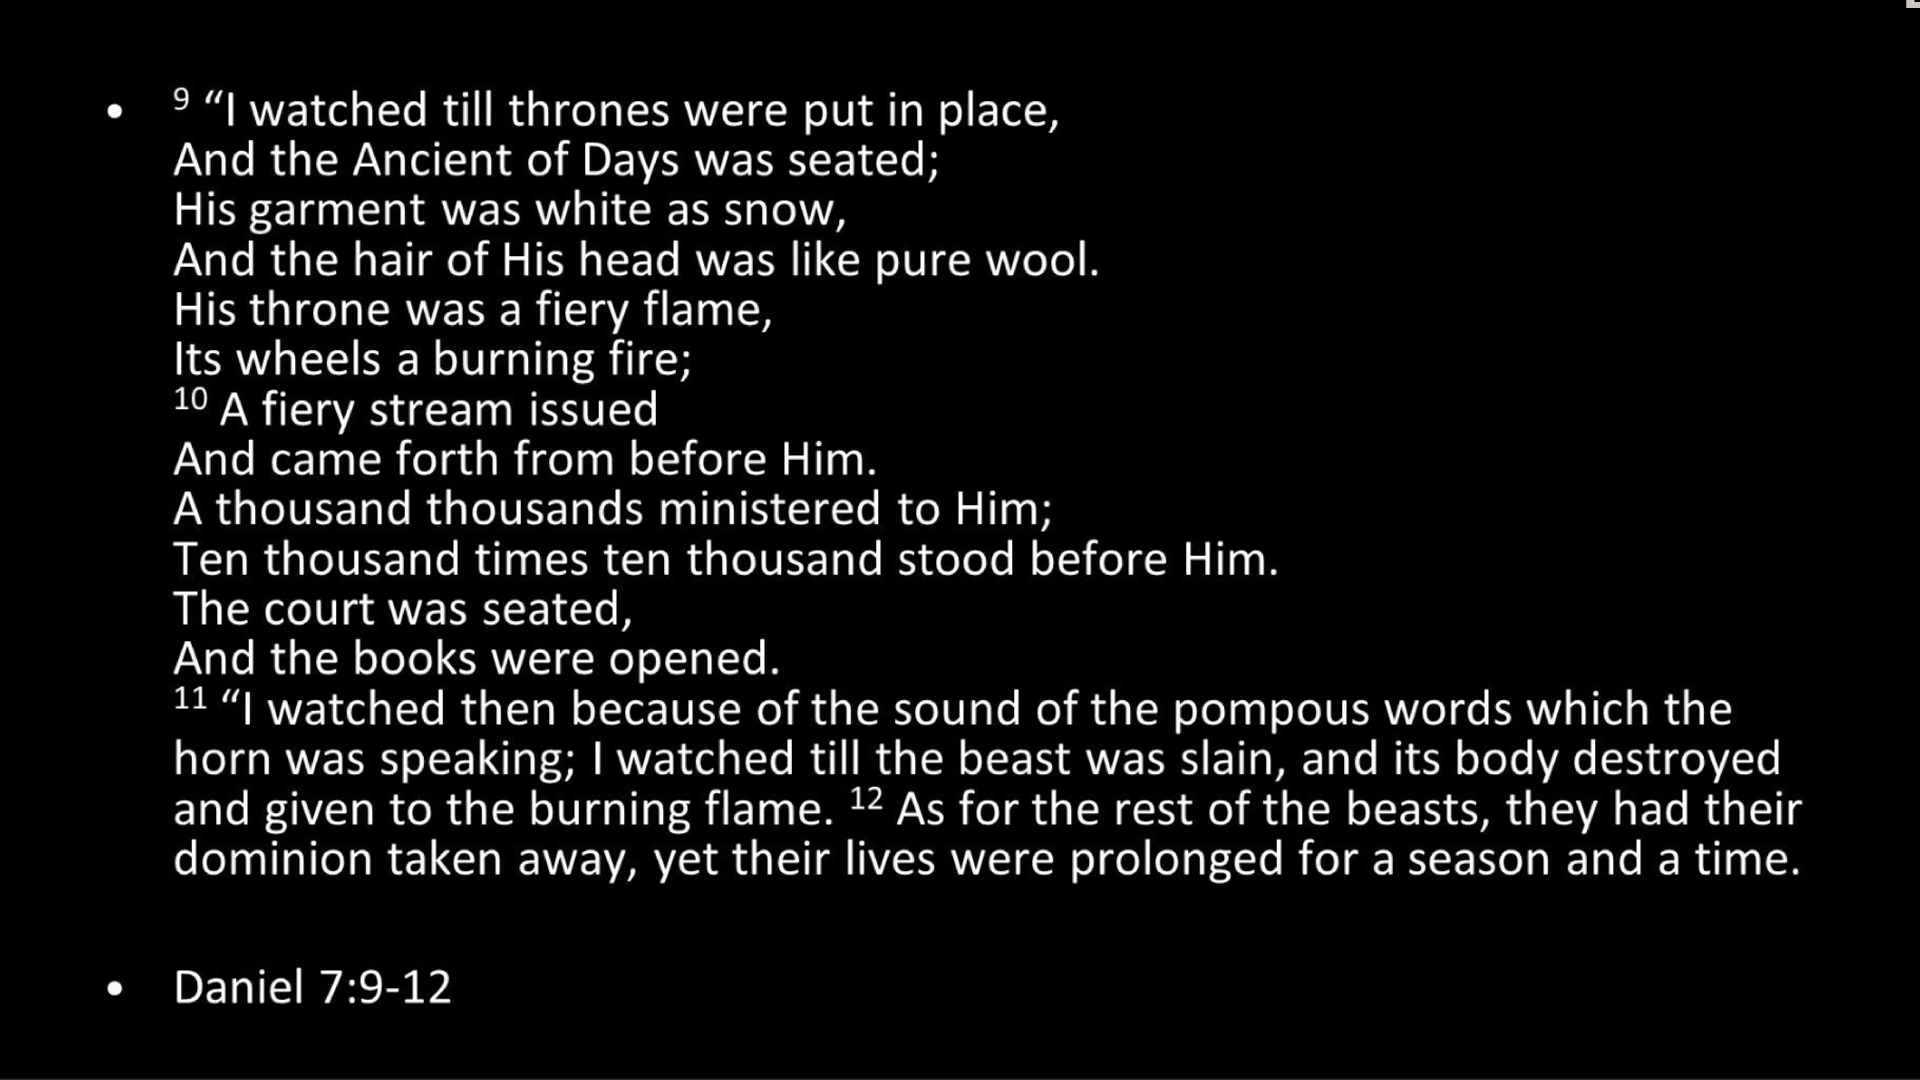 • 9 “I watched till thrones were put in place,
And the Ancient of Days was seated;
His garment was white as snow,
And the hair of His head was like pure wool.
His throne was a fiery flame,
Its wheels a burning fire;
10 A fiery stream issued
And came forth from before Him.
A thousand thousands ministered to Him;
Ten thousand times ten thousand stood before Him.
The court was seated,
And the books were opened.
11 “I watched then because of the sound of the pompous words which the
horn was speaking; I watched till the beast was slain, and its body destroyed
and given to the burning flame. 12 As for the rest of the beasts, they had their
dominion taken away, yet their lives were prolonged for a season and a time.
• Daniel 7:9-12